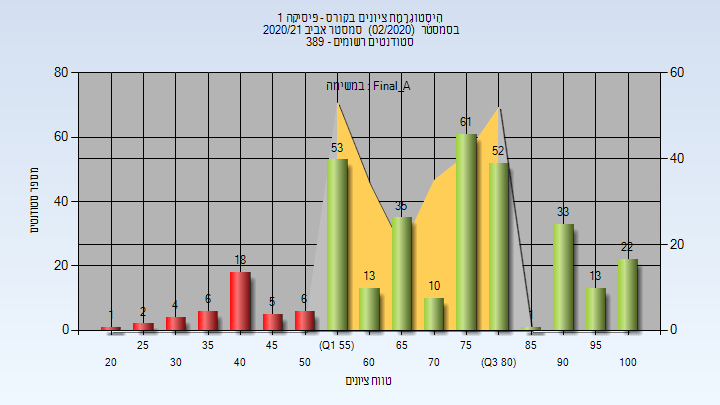 היסטוגרמת ציונים בקורס - פיסיקה 1
בסמסטר (02/2020) סמסטר אביב 2020/21
סטודנטים רשומים - 389
במשימה : Final_A
80 60
60 40
40 20
20 0
0
מספר סטודנטים
1 2 4 6 18 5 6 53 13 35 10 61 52 1 33 13 22
25 35 45 (Q1 55) 65 75 85 95
20 30 40 50 60 70 (Q3 80) 90 100
טווח ציונים